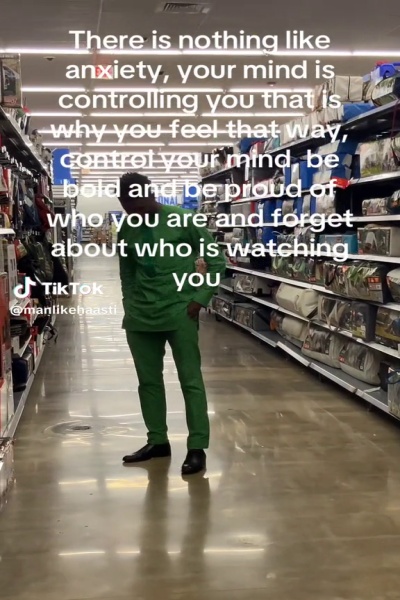 There is nothing like
anxiety, your mind is
controlling you that is
why you feel that way,
control your mind, be
bold and be proud of
who you are and forget
about who is watching
you
TikTok
@manlikehaasti